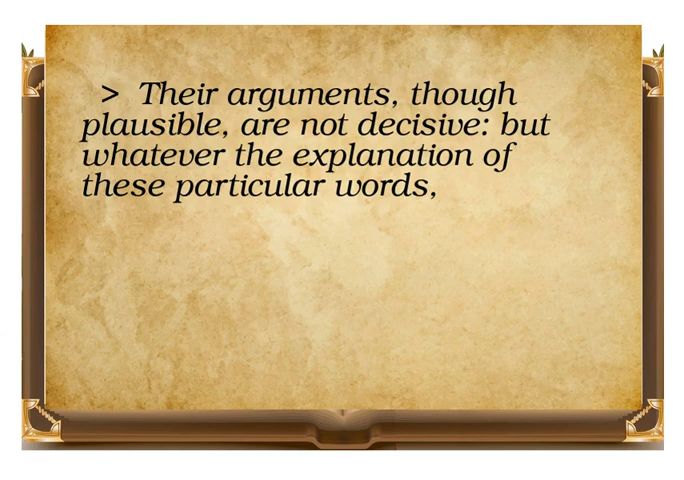 > Their arguments, though
plausible, are not decisive: but
whatever the explanation of
these particular words,